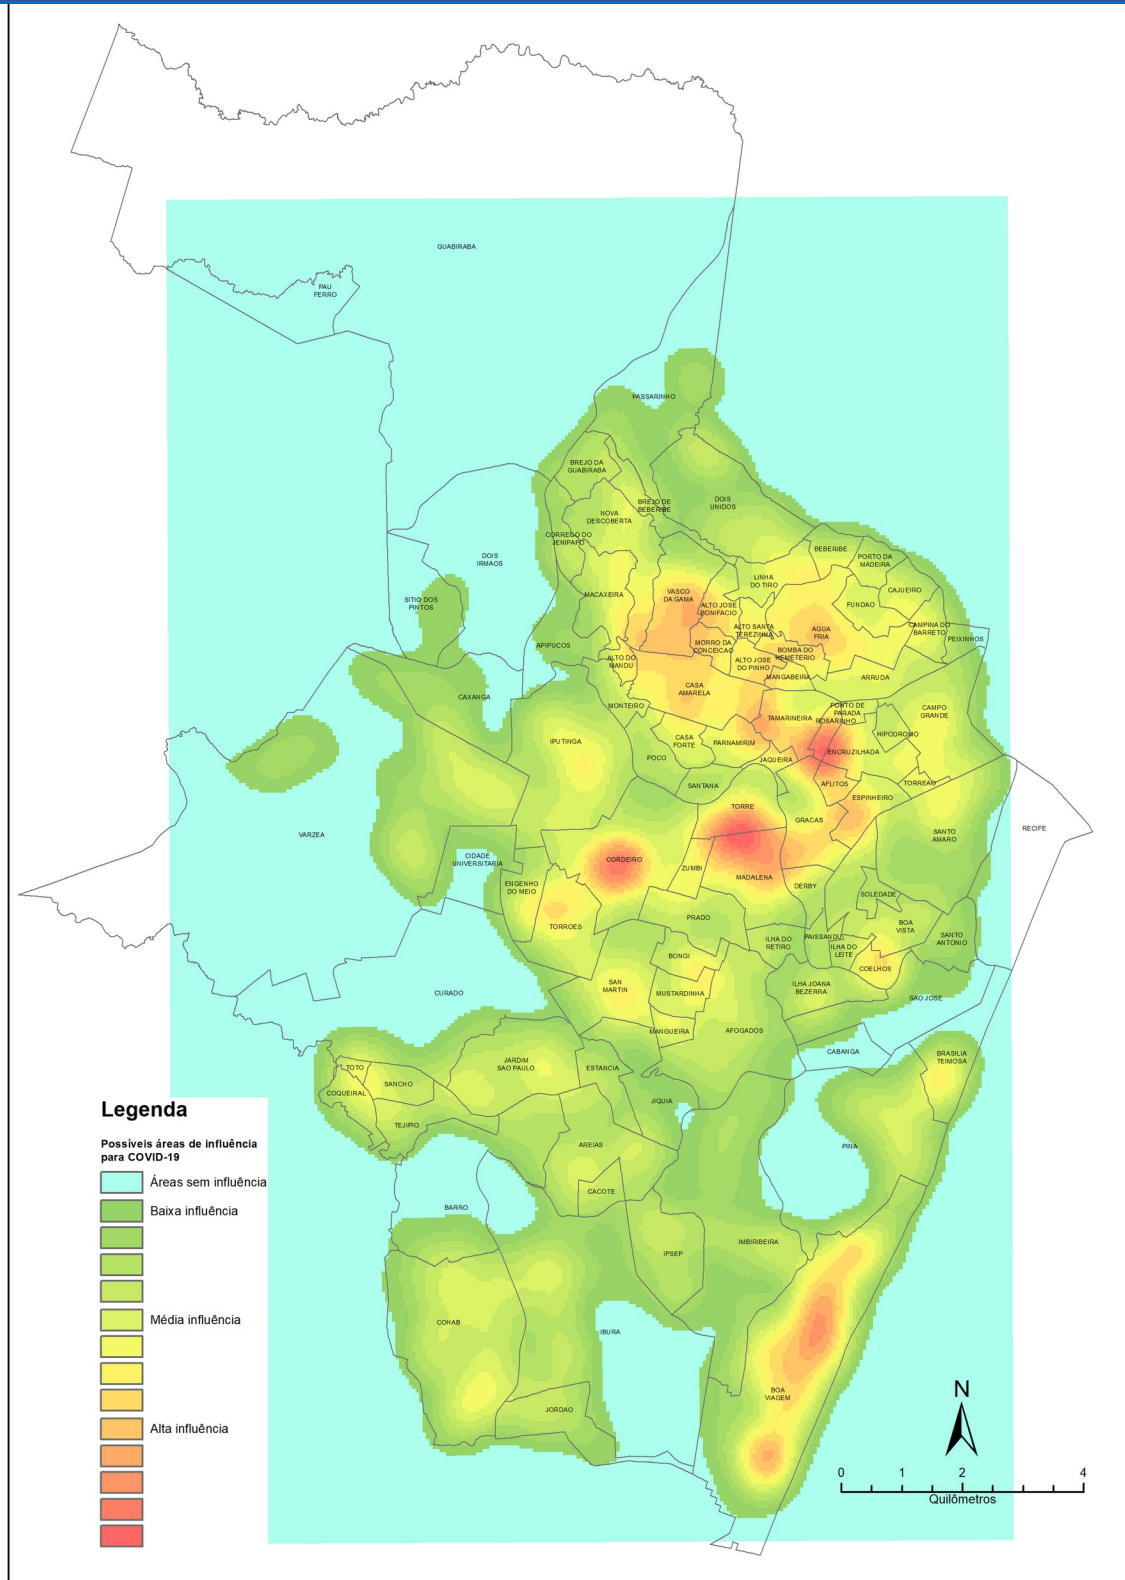 GUABIRABA
PAU
FERRO
PASSARINHO
BREJO DA
GUABIRABA
BREJO DE
BEBERIBE
DOIS
UNIDOS
NOVA
DESCOBERTA
CORREGO DO
JENIPAPO
BEBERIBE
PORTO DA
MADEIRA
DOIS
IRMAOS
LINHA
DO TIRO
CAJUEIRO
SITIO DOS
PINTOS
MACAXEIRA
VASCO
DA GAMA
ALTO JOSE
BONIFACIO
FUNDAO
ALTO SANTA
TEREZINHA
AGUA
FRIA
CAMPINA DO
BARRETO
PEIXINHOS
APIPUCOS
MORRO DA
CONCEICAO
BOMBA DO
HEMETERIO
ALTO DO
MANDU
ALTO JOSE
DO PINHO
MANGABEIRA
ARRUDA
CAXANGA
CASA
AMARELA
MONTEIRO
PONTO DE
PARADA
ROSARINHO
CAMPO
GRANDE
TAMARINEIRA
HIPODROMO
IPUTINGA
CASA
FORTE
PARNAMIRIM
ENCRUZILHADA
POCO
JAQUEIRA
SANTANA
AFLITOS
TORREAO
ESPINHEIRO
TORRE
GRACAS
VARZEA
SANTO
AMARO
RECIFE
CIDADE
UNIVERSITARIA
CORDEIRO
ZUMBI
MADALENA
DERBY
ENGENHO
DO MEIO
SOLEDADE
TORROES
PRADO
BOA
VISTA
ILHA DO
RETIRO
PAISSANDU
ILHA DO
LEITE
SANTO
ANTONIO
BONGI
COELHOS
SAN
MARTIN
MUSTARDINHA
ILHA JOANA
BEZERRA
CURADO
SAO JOSE
MANGUEIRA
AFOGADOS
CABANGA
BRASILIA
TEIMOSA
JARDIM
SAO PAULO
ESTANCIA
TOTO
SANCHO
COQUEIRAL
JIQUIA
TEJIPIO
AREIAS
PINA
CACOTE
BARRO
IMBIRIBEIRA
IPSEP
COHAB
IBURA
BOA
VIAGEM
JORDAO
Legenda
Possíveis áreas de influência
para COVID-19
Áreas sem influência
Baixa influência
Média influência
Alta influência
N
0 1 2 4
Quilômetros